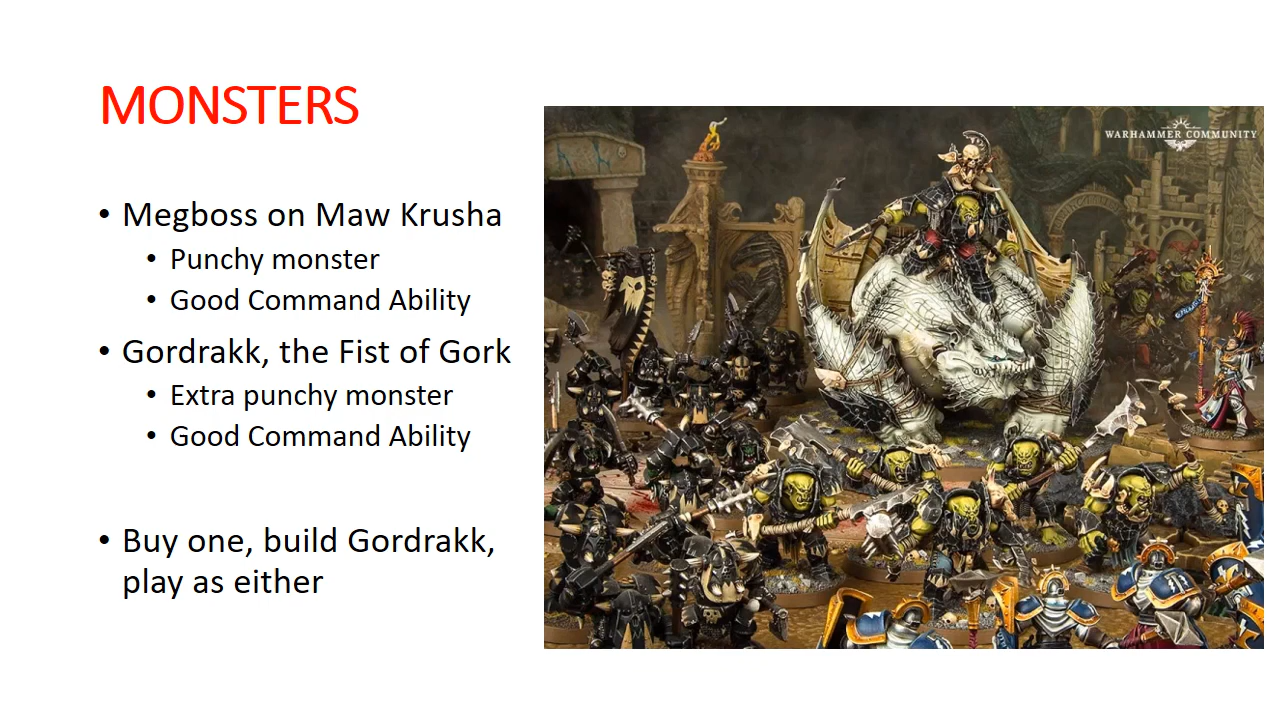 MONSTERS
WARHAMMER COMMUNITY
• Megboss on Maw Krusha
• Punchy monster
• Good Command Ability
• Gordrakk, the Fist of Gork
• Extra punchy monster
• Good Command Ability
• Buy one, build Gordrakk,
play as either